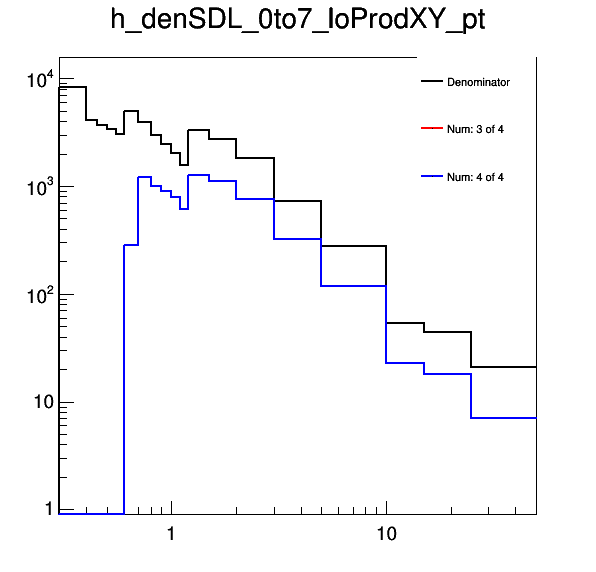 h_denSDL_0to7_loProdXY_pt
10^4
Denominator
Num: 3 of 4
Num: 4 of 4
10^3
10^2
10
1
1 10